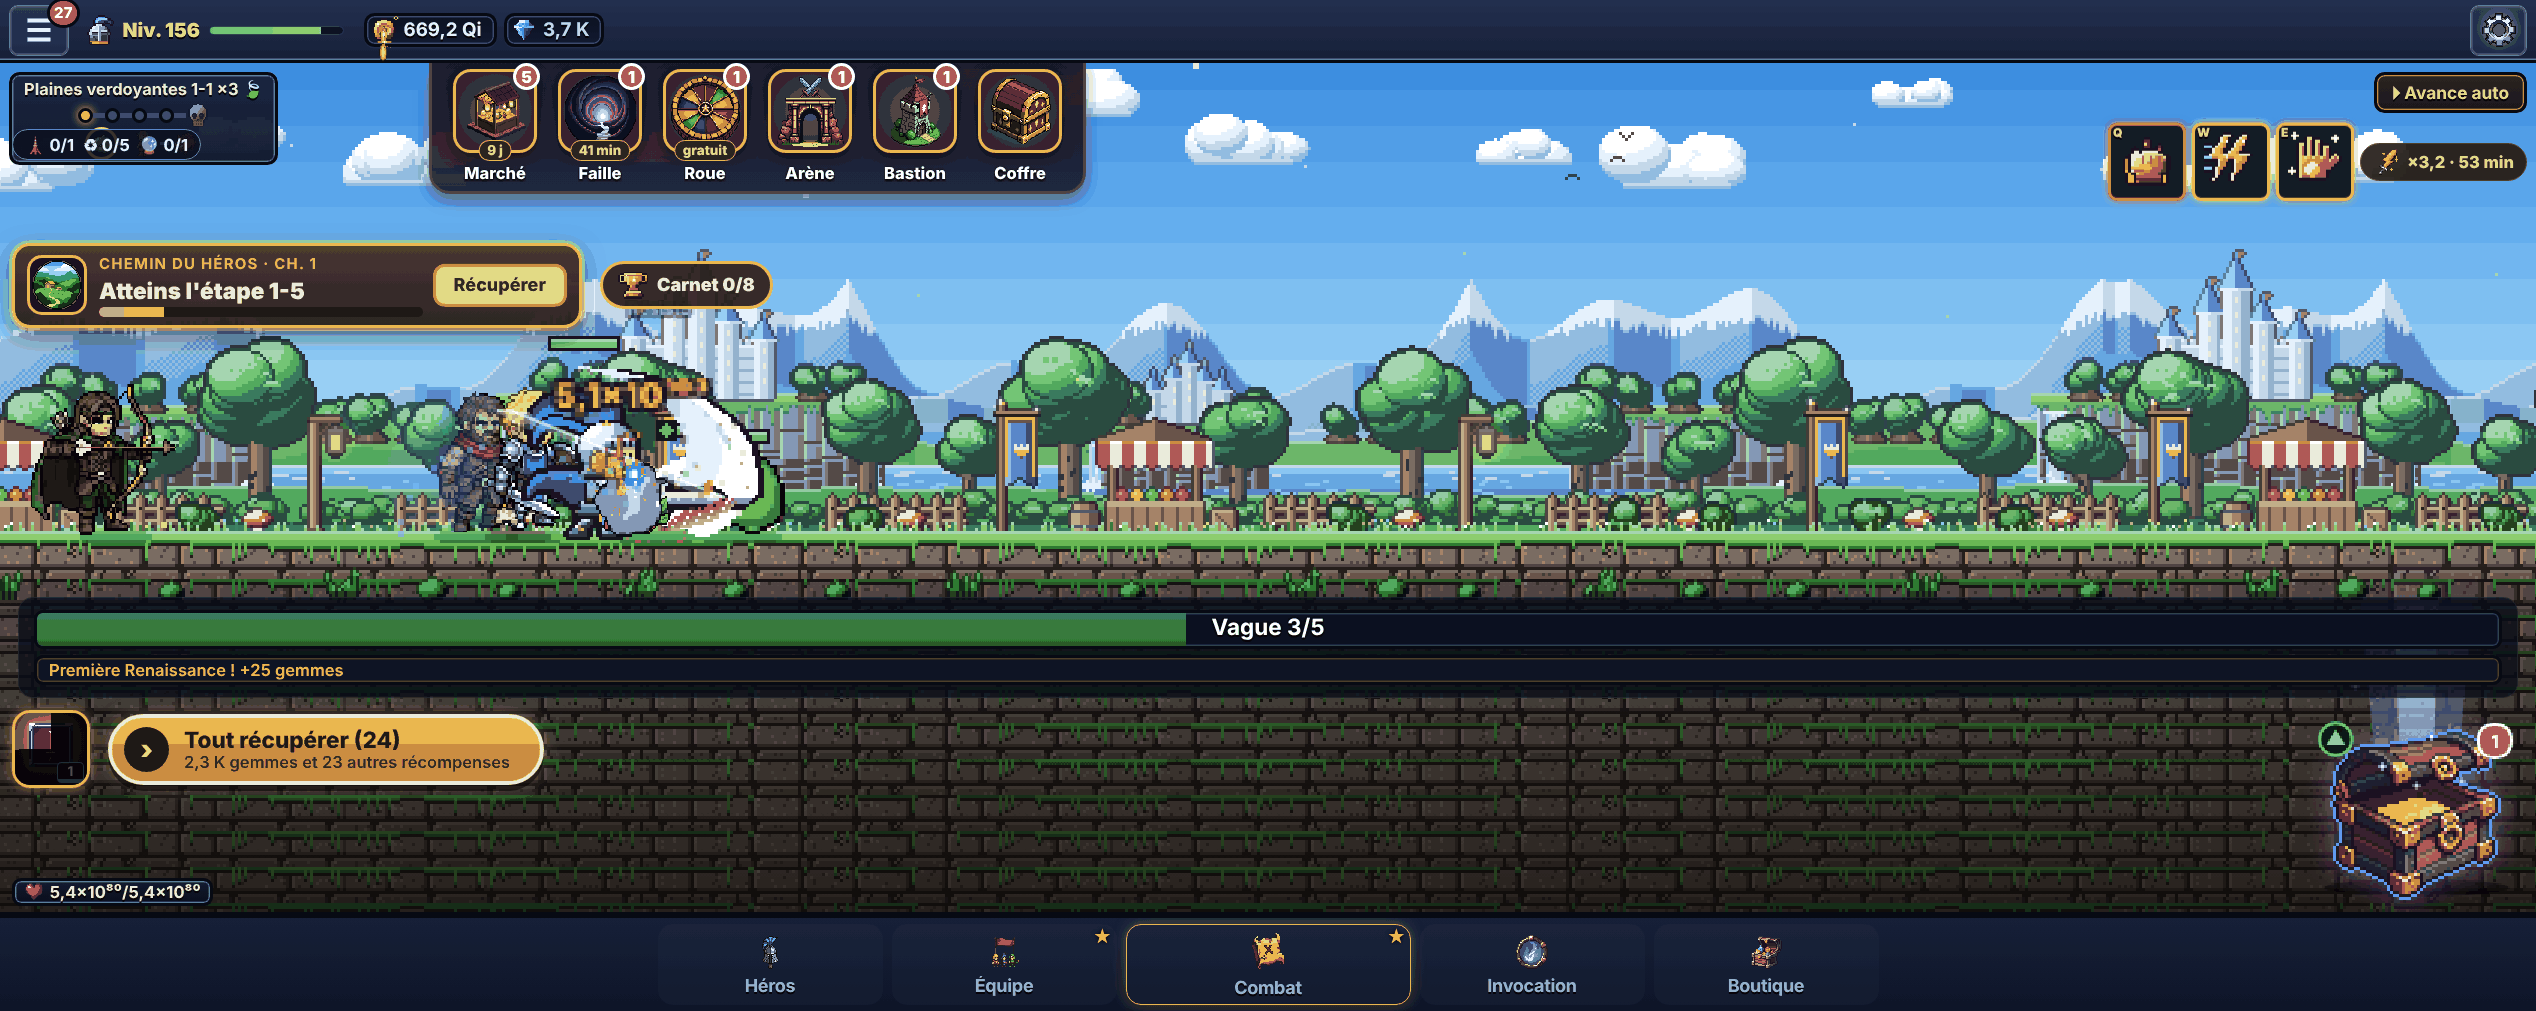 27
Niv. 156
669,2 Qi
3,7 K
Plaines verdoyantes 1-1 ×3
0/1 0/5 0/1
5
9 j
Marché
1
41 min
Faille
1
gratuit
Roue
1
Arène
1
Bastion
Coffre
Avance auto
Q
W
E
×3,2 · 53 min
CHEMIN DU HÉROS · CH. 1
Atteins l'étape 1-5
Récupérer
Carnet 0/8
5,1×10
Vague 3/5
Première Renaissance ! +25 gemmes
1
Tout récupérer (24)
2,3 K gemmes et 23 autres récompenses
1
5,4×10⁸⁰/5,4×10⁸⁰
Héros
Équipe
Combat
Invocation
Boutique